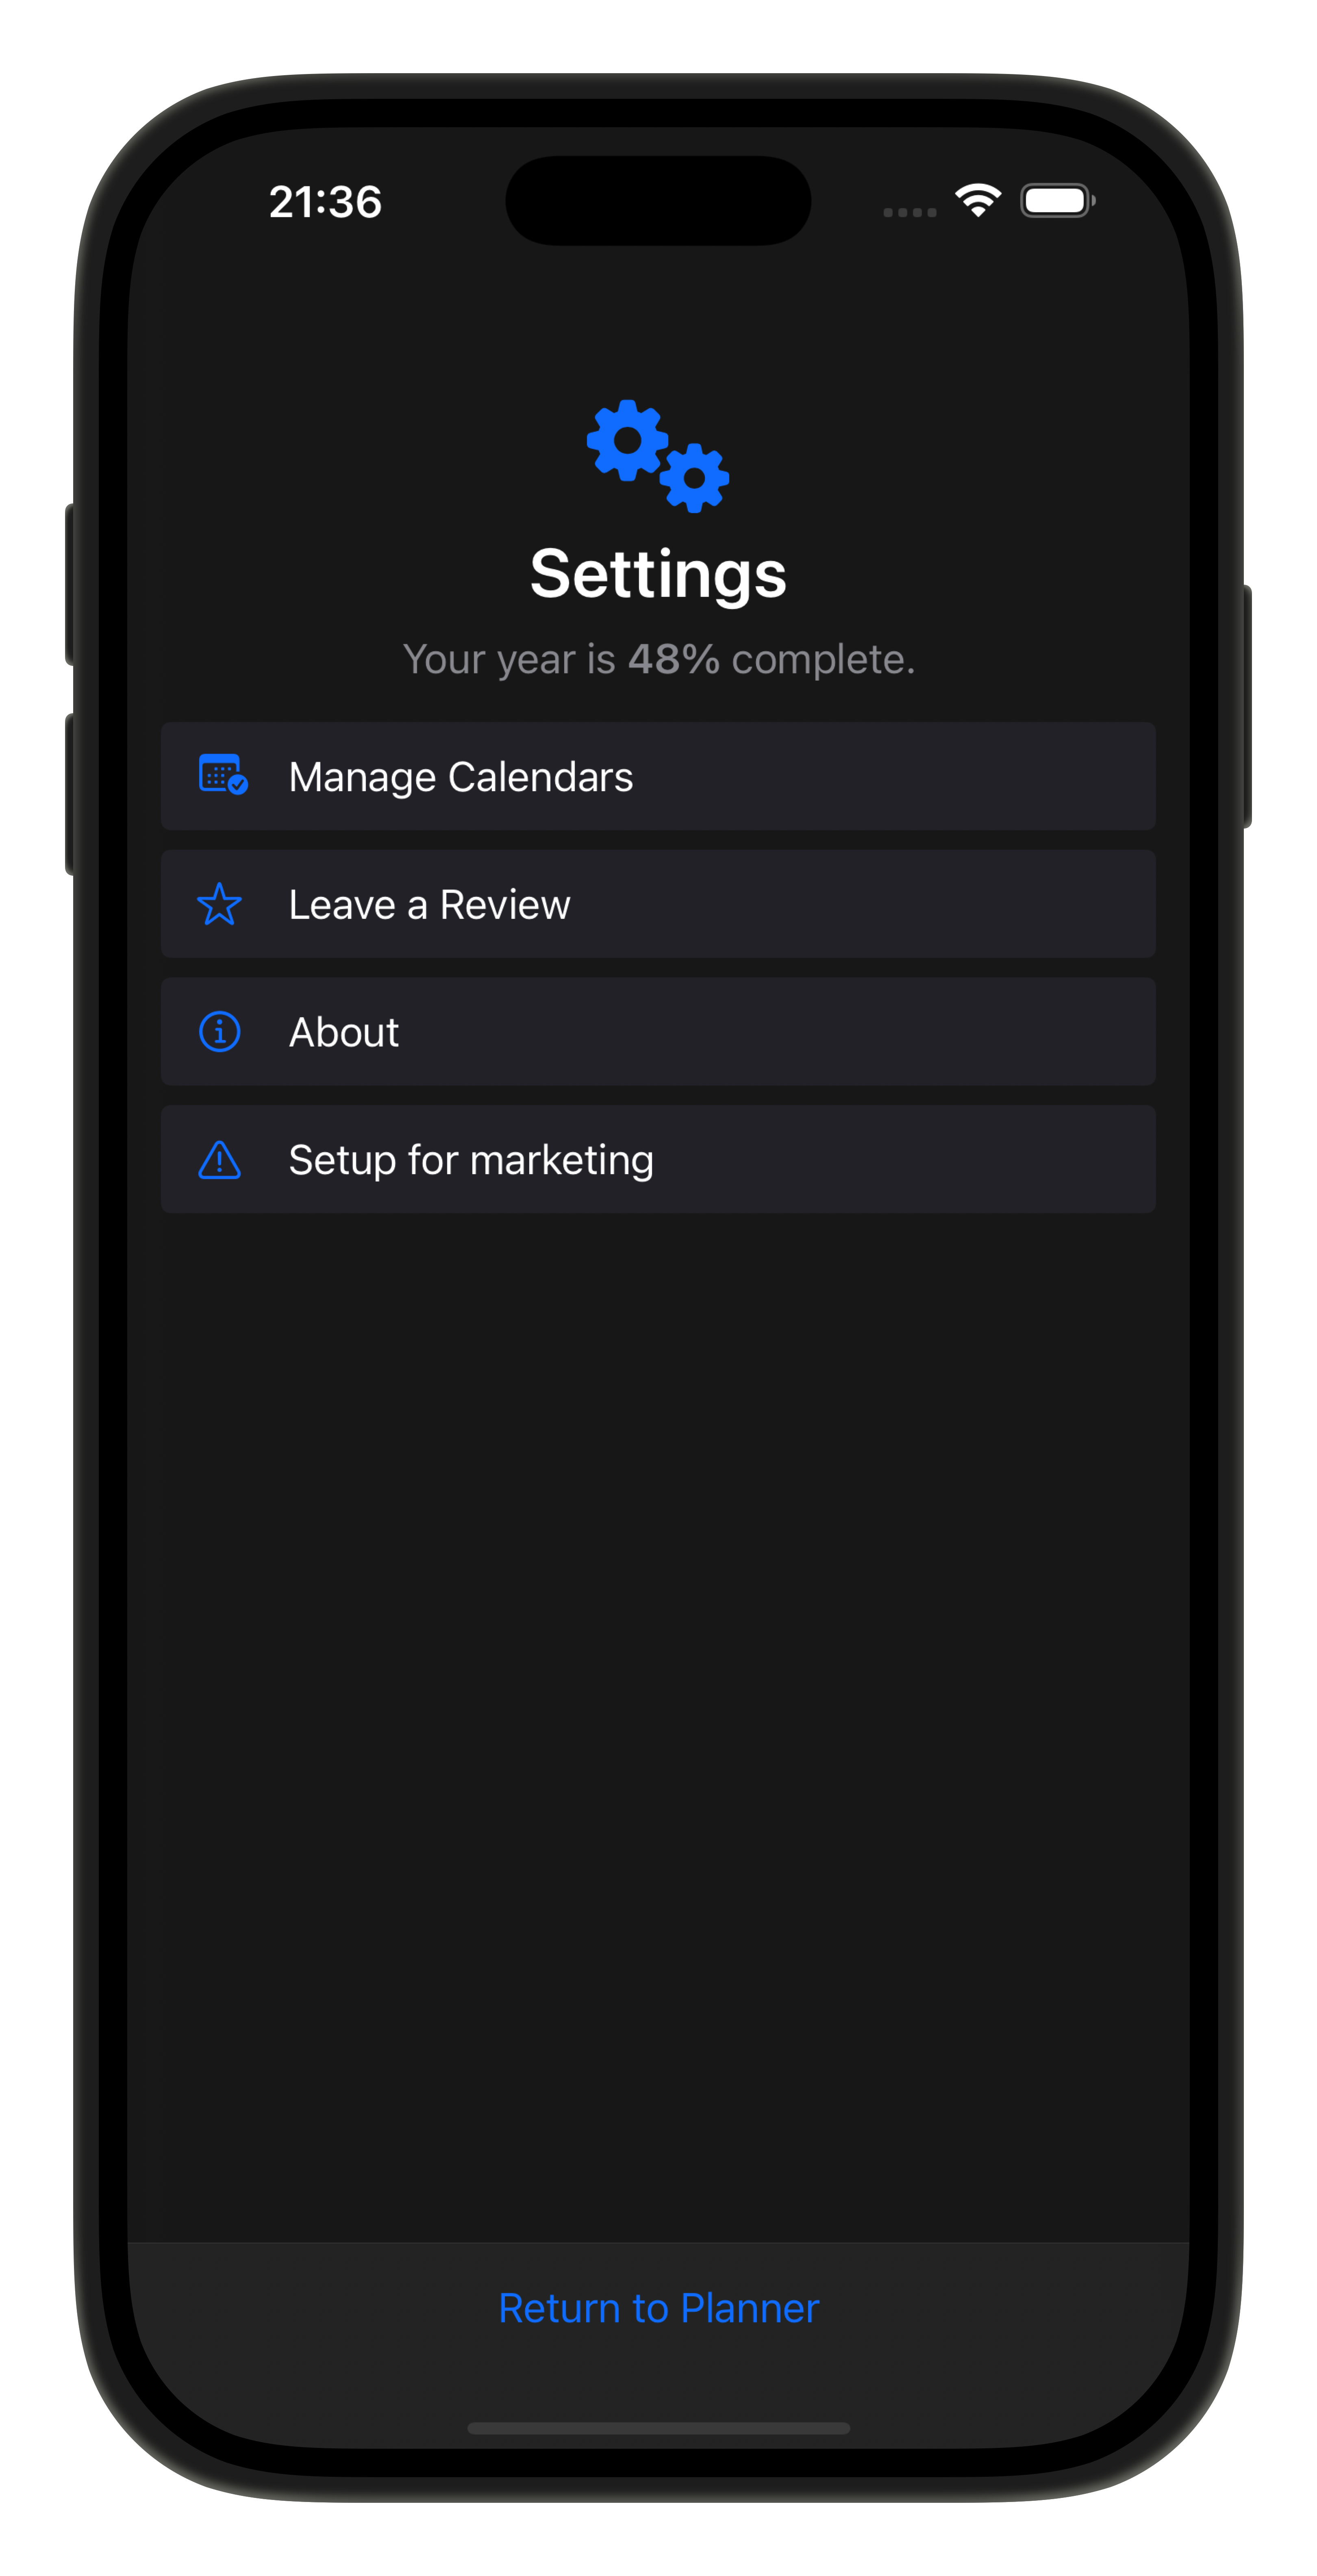 21:36
Settings
Your year is 48% complete.
Manage Calendars
Leave a Review
About
Setup for marketing
Return to Planner